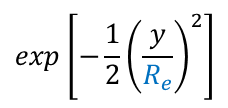 exp [ − 1/2 ( y / R_e )^2 ]